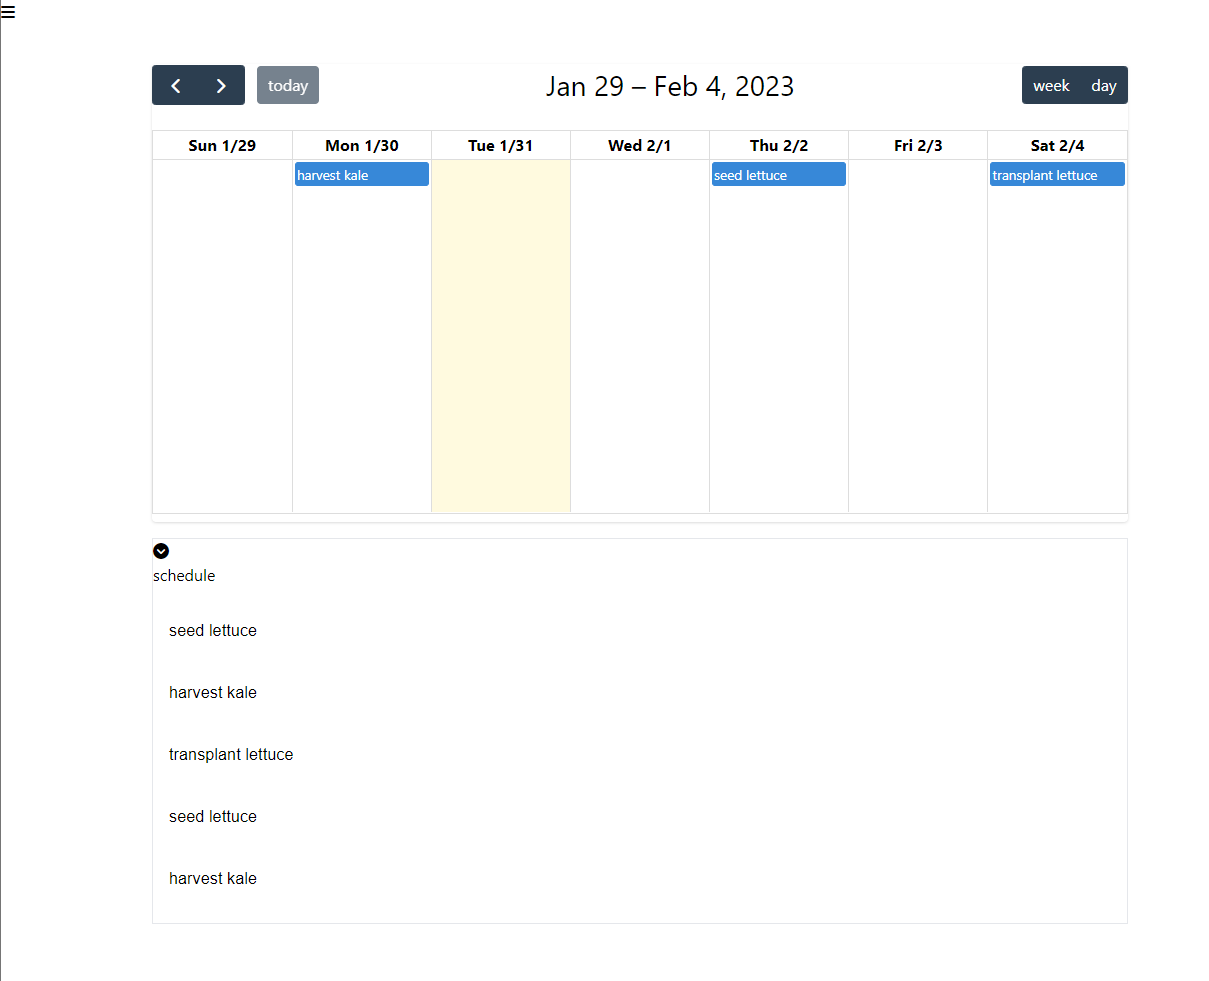 today
Jan 29 – Feb 4, 2023
week day
Sun 1/29 Mon 1/30 Tue 1/31 Wed 2/1 Thu 2/2 Fri 2/3 Sat 2/4
harvest kale seed lettuce transplant lettuce
schedule
seed lettuce
harvest kale
transplant lettuce
seed lettuce
harvest kale